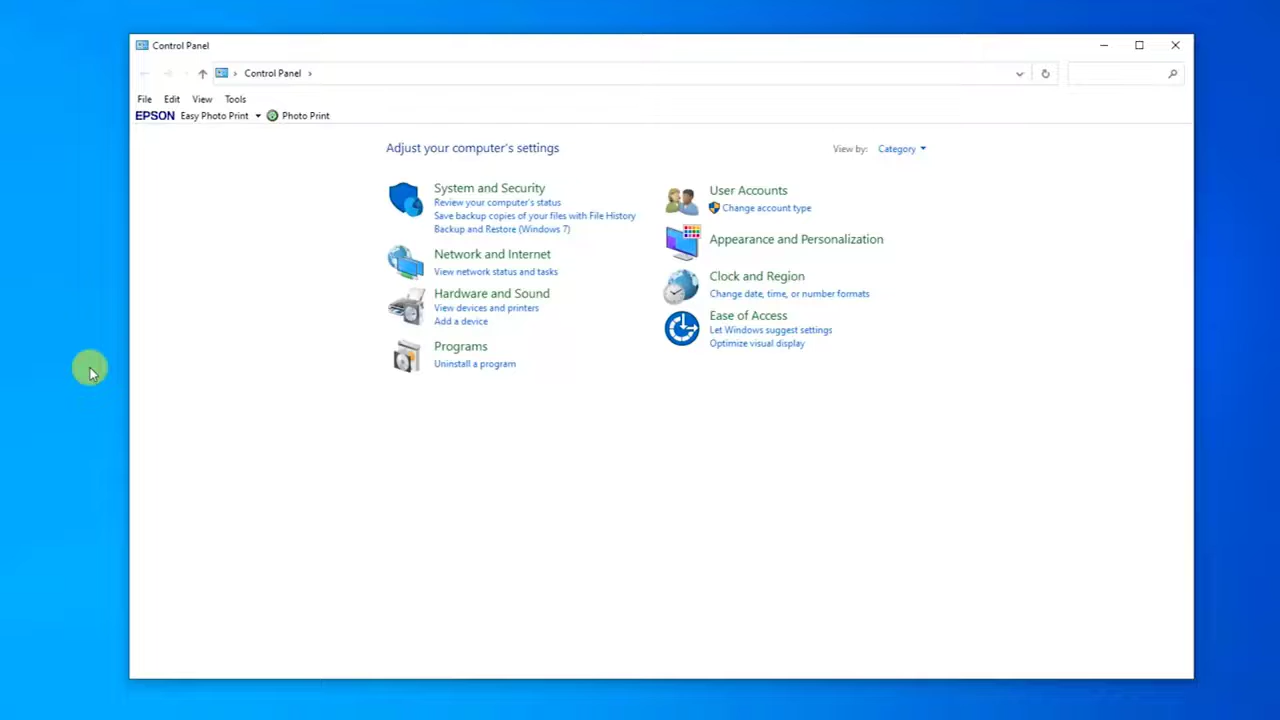 Control Panel
Control Panel
File Edit View Tools
EPSON Easy Photo Print Photo Print
Adjust your computer's settings
View by: Category
System and Security
Review your computer's status
Save backup copies of your files with File History
Backup and Restore (Windows 7)
Network and Internet
View network status and tasks
Hardware and Sound
View devices and printers
Add a device
Programs
Uninstall a program
User Accounts
Change account type
Appearance and Personalization
Clock and Region
Change date, time, or number formats
Ease of Access
Let Windows suggest settings
Optimize visual display